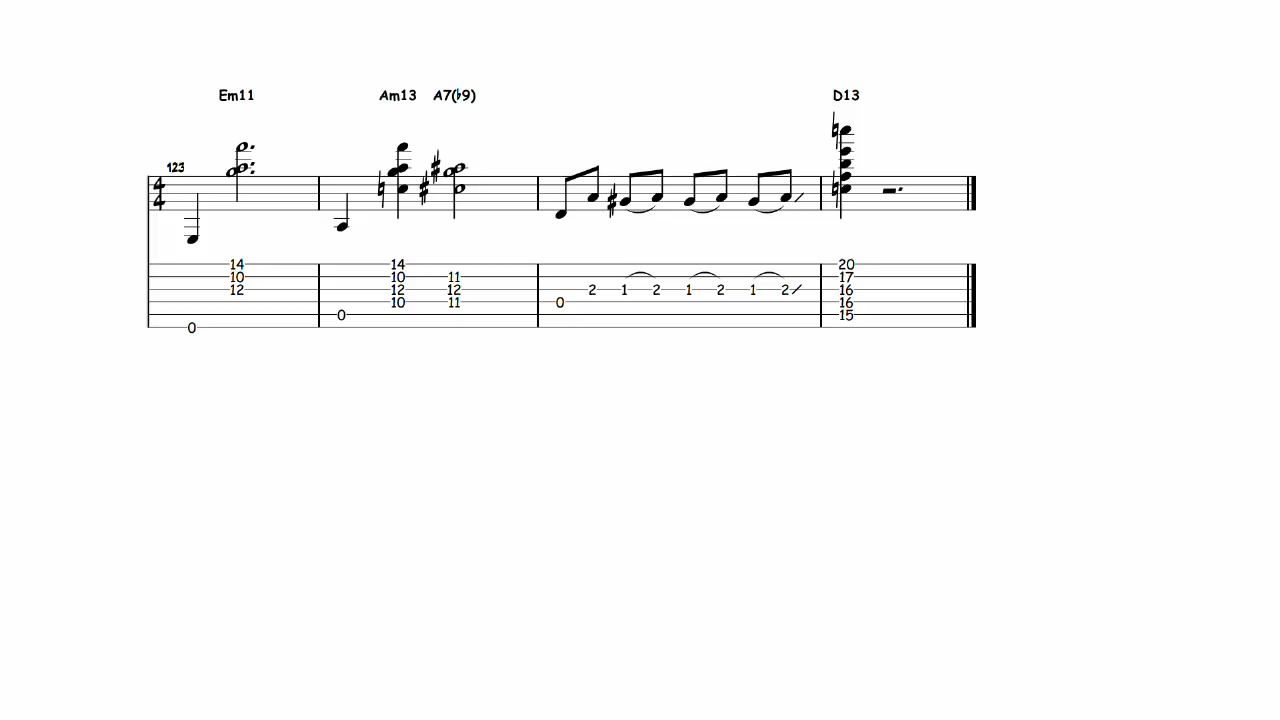 Em11 Am13 A7(♭9) D13
123
4
4
14 14 20
10 10 11 17
12 12 12 2 1 2 1 2 1 2 16
10 11 0 16
0 15
0